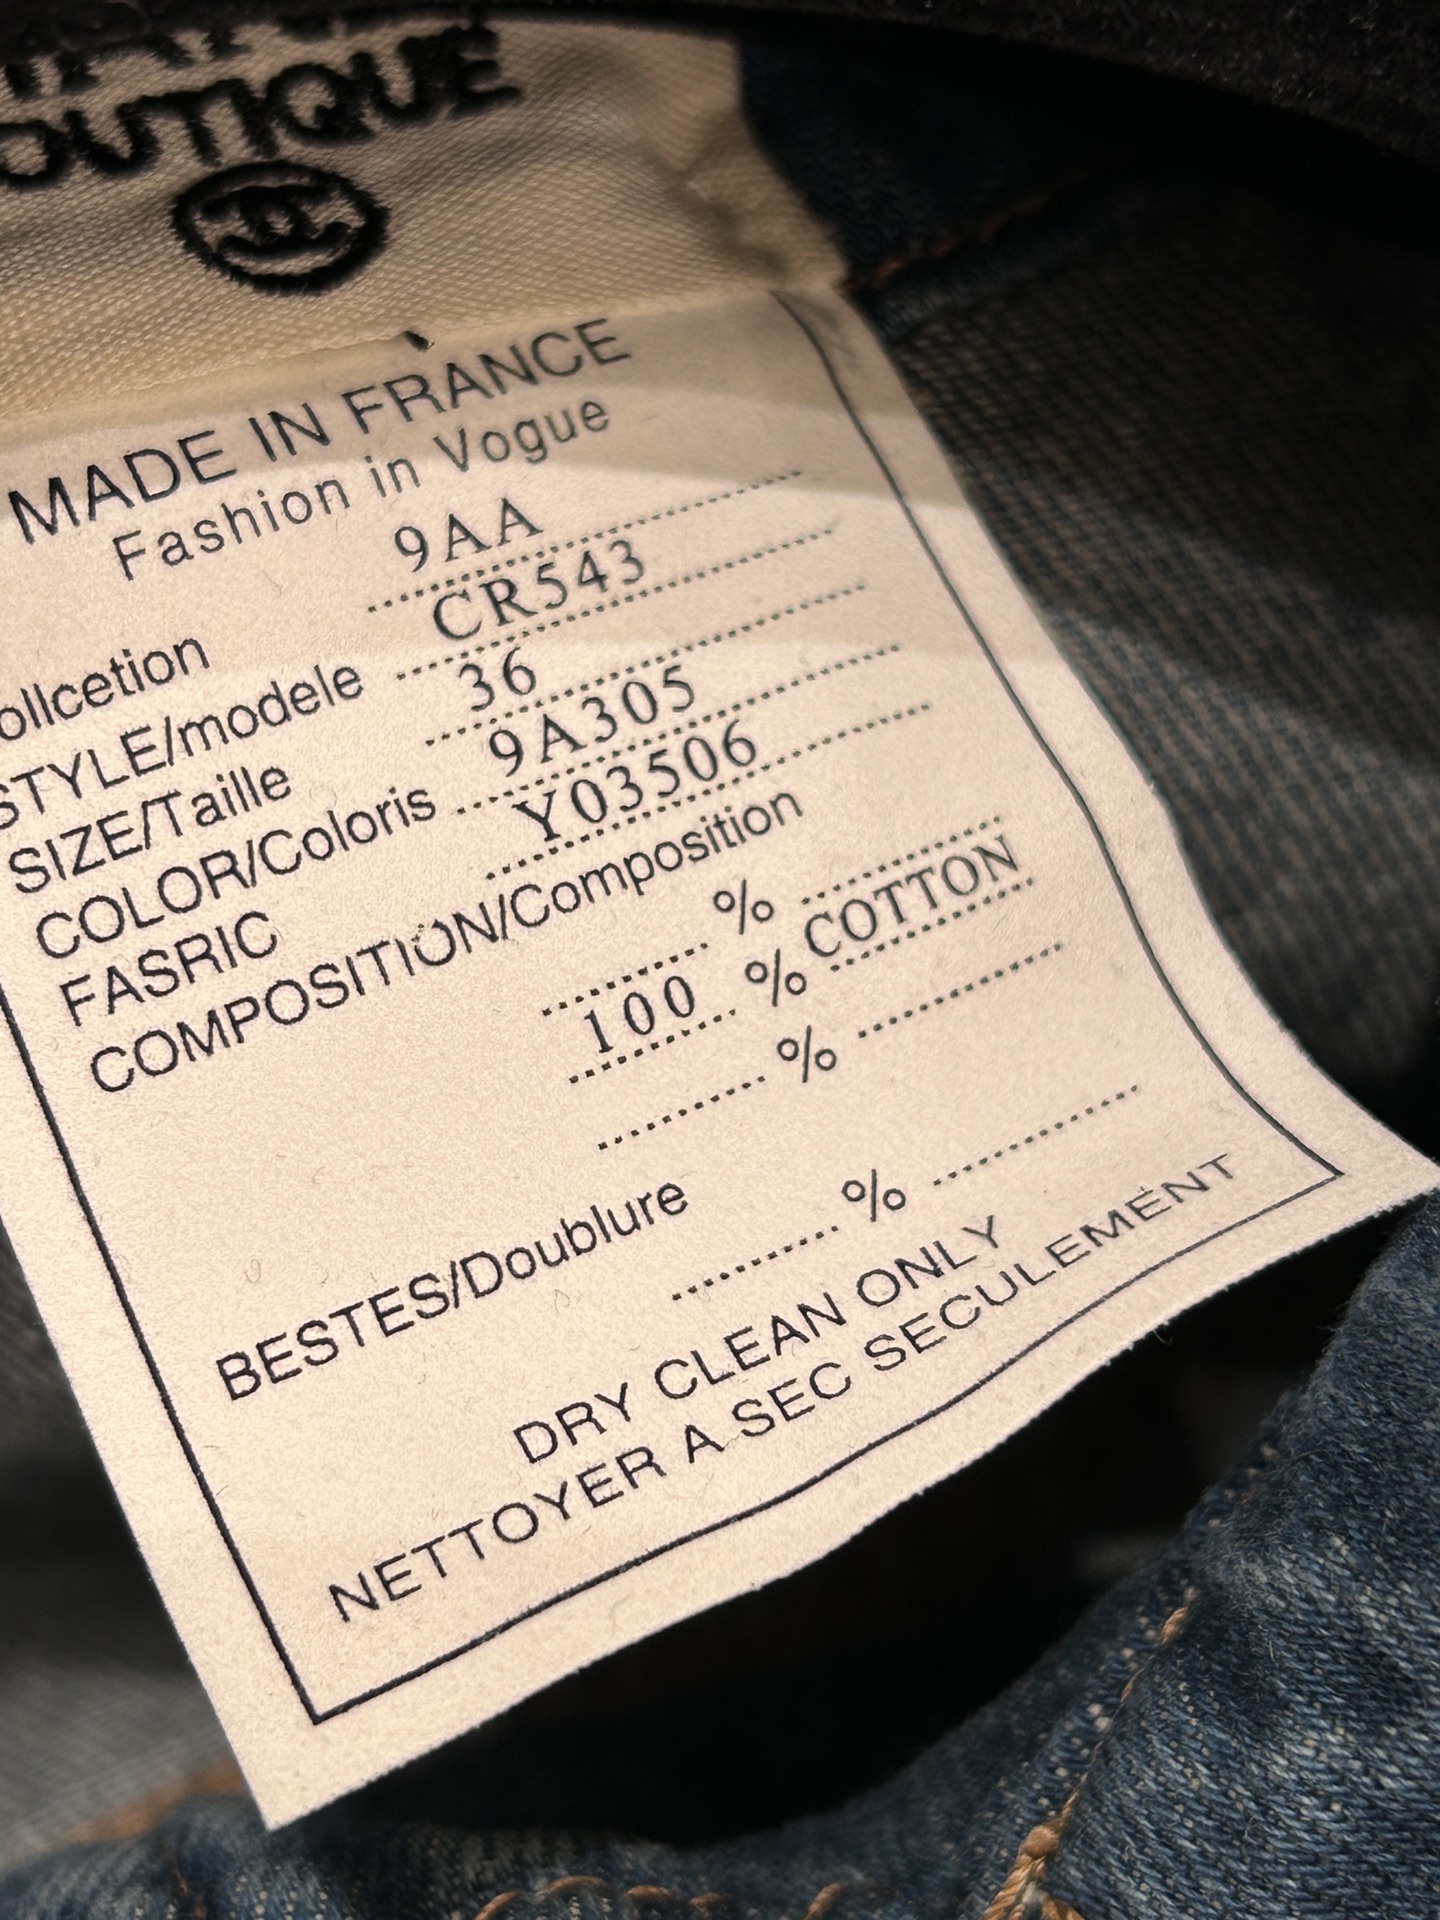 OUTIQUE
MADE IN FRANCE
Fashion in Vogue
ollcetion 9AA
STYLE/modele CR543
SIZE/Taille 36
COLOR/Coloris 9A305
FASRIC Y03506
COMPOSITION/Composition
%
100 % COTTON
%
BESTES/Doublure
%
DRY CLEAN ONLY
NETTOYER A SEC SECULEMENT